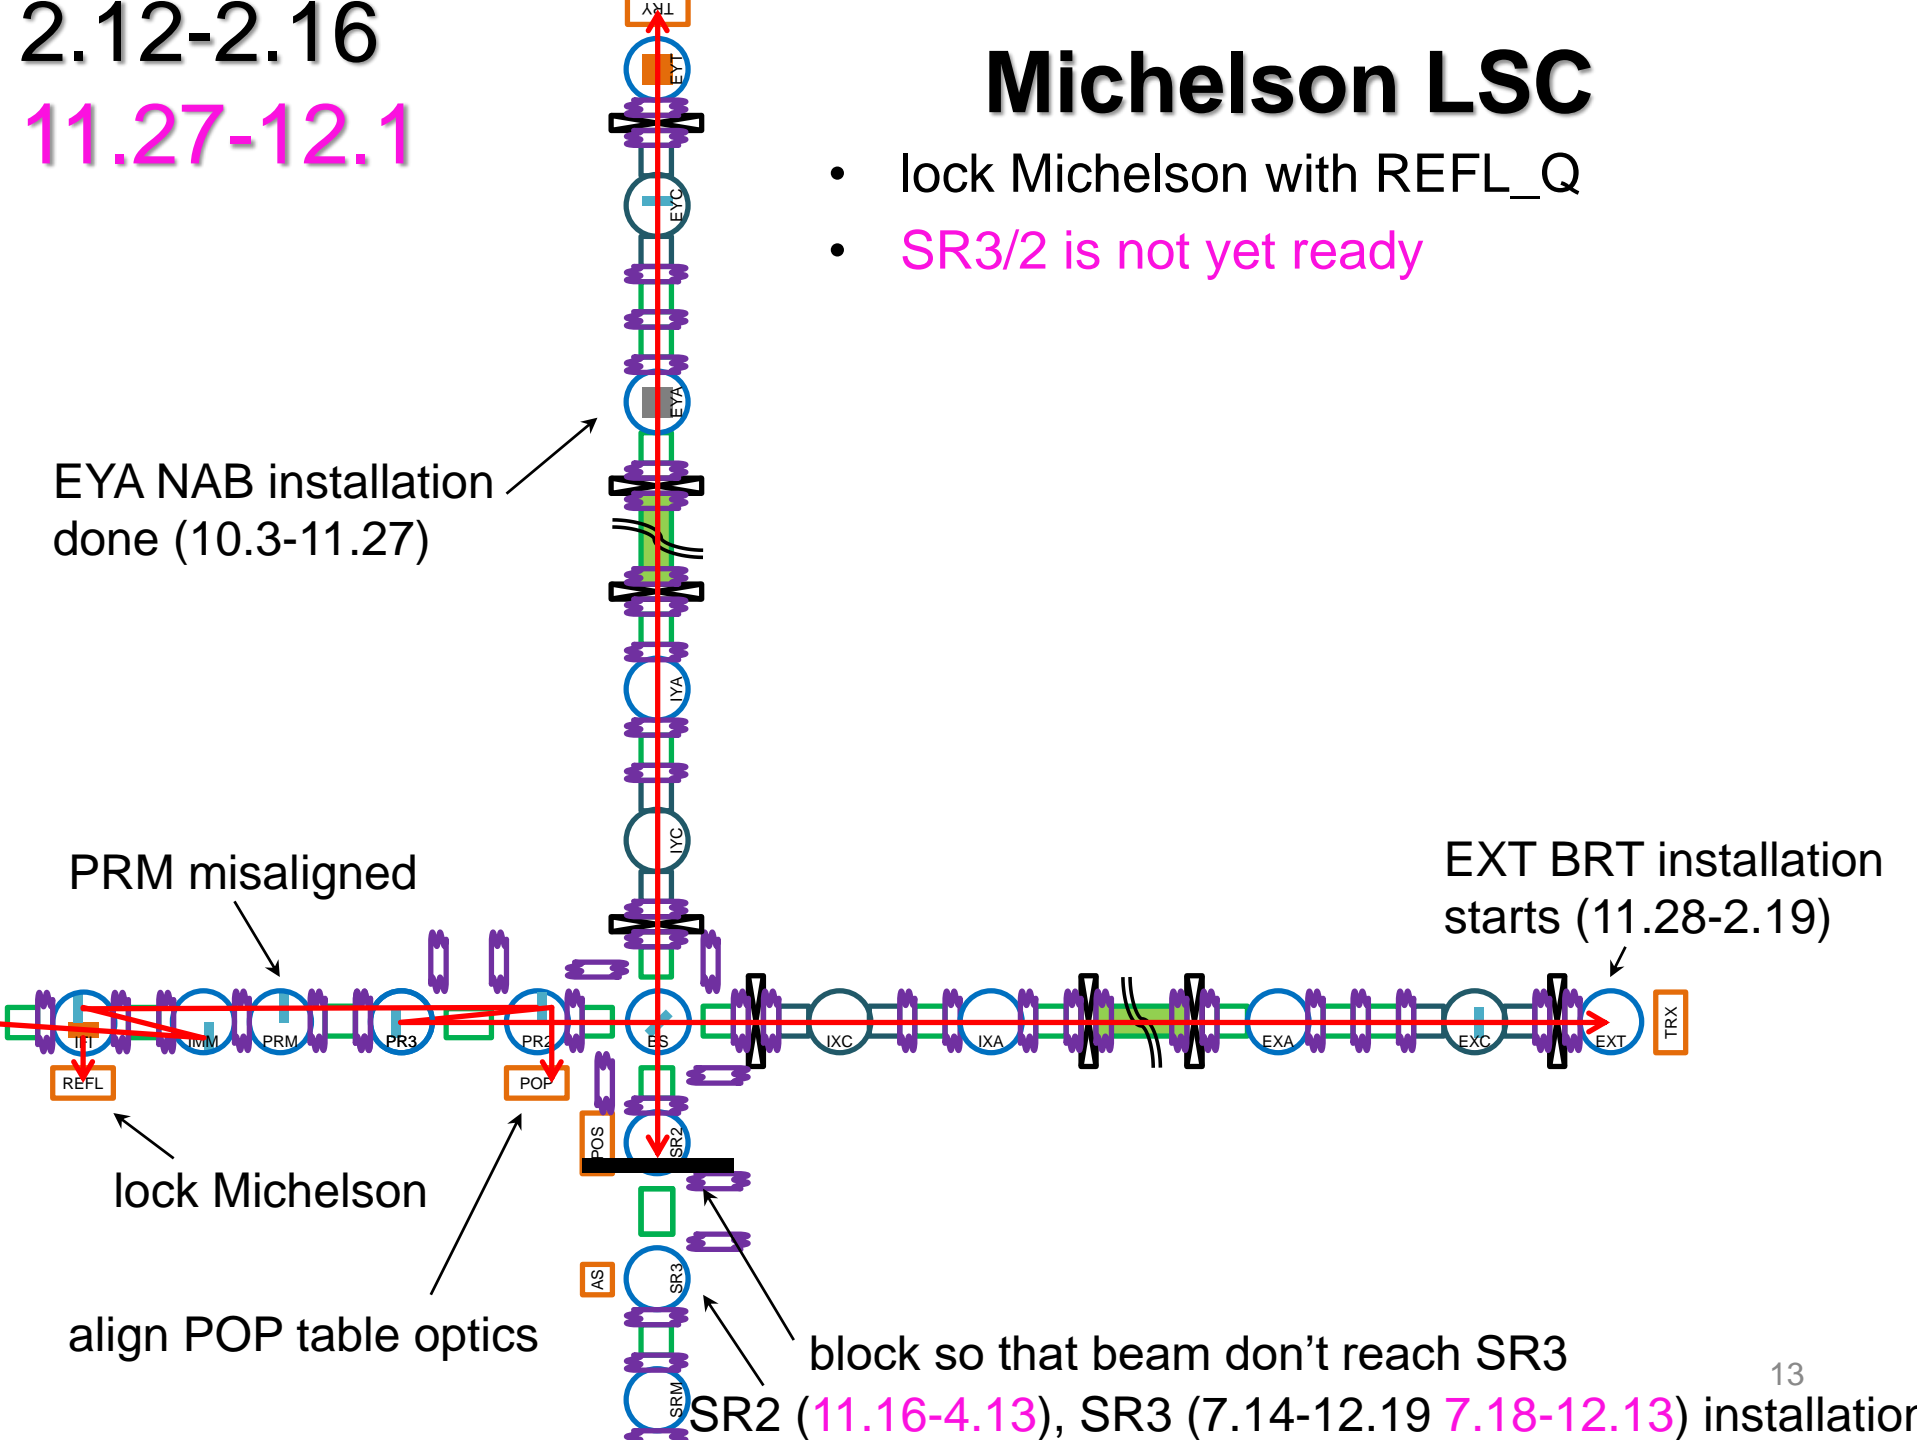 2.12-2.16
11.27-12.1
Michelson LSC
• lock Michelson with REFL_Q
• SR3/2 is not yet ready
TRY
EYT
EYC
EYA
EYA NAB installation
done (10.3-11.27)
IYA
IYC
PRM misaligned
EXT BRT installation
starts (11.28-2.19)
IFI
IMM
PRM
PR3
PR2
BS
IXC
IXA
EXA
EXC
EXT
TRX
REFL
POP
POS
SR2
lock Michelson
AS
SR3
align POP table optics
block so that beam don't reach SR3
13
SRM
SR2 (11.16-4.13), SR3 (7.14-12.19 7.18-12.13) installation